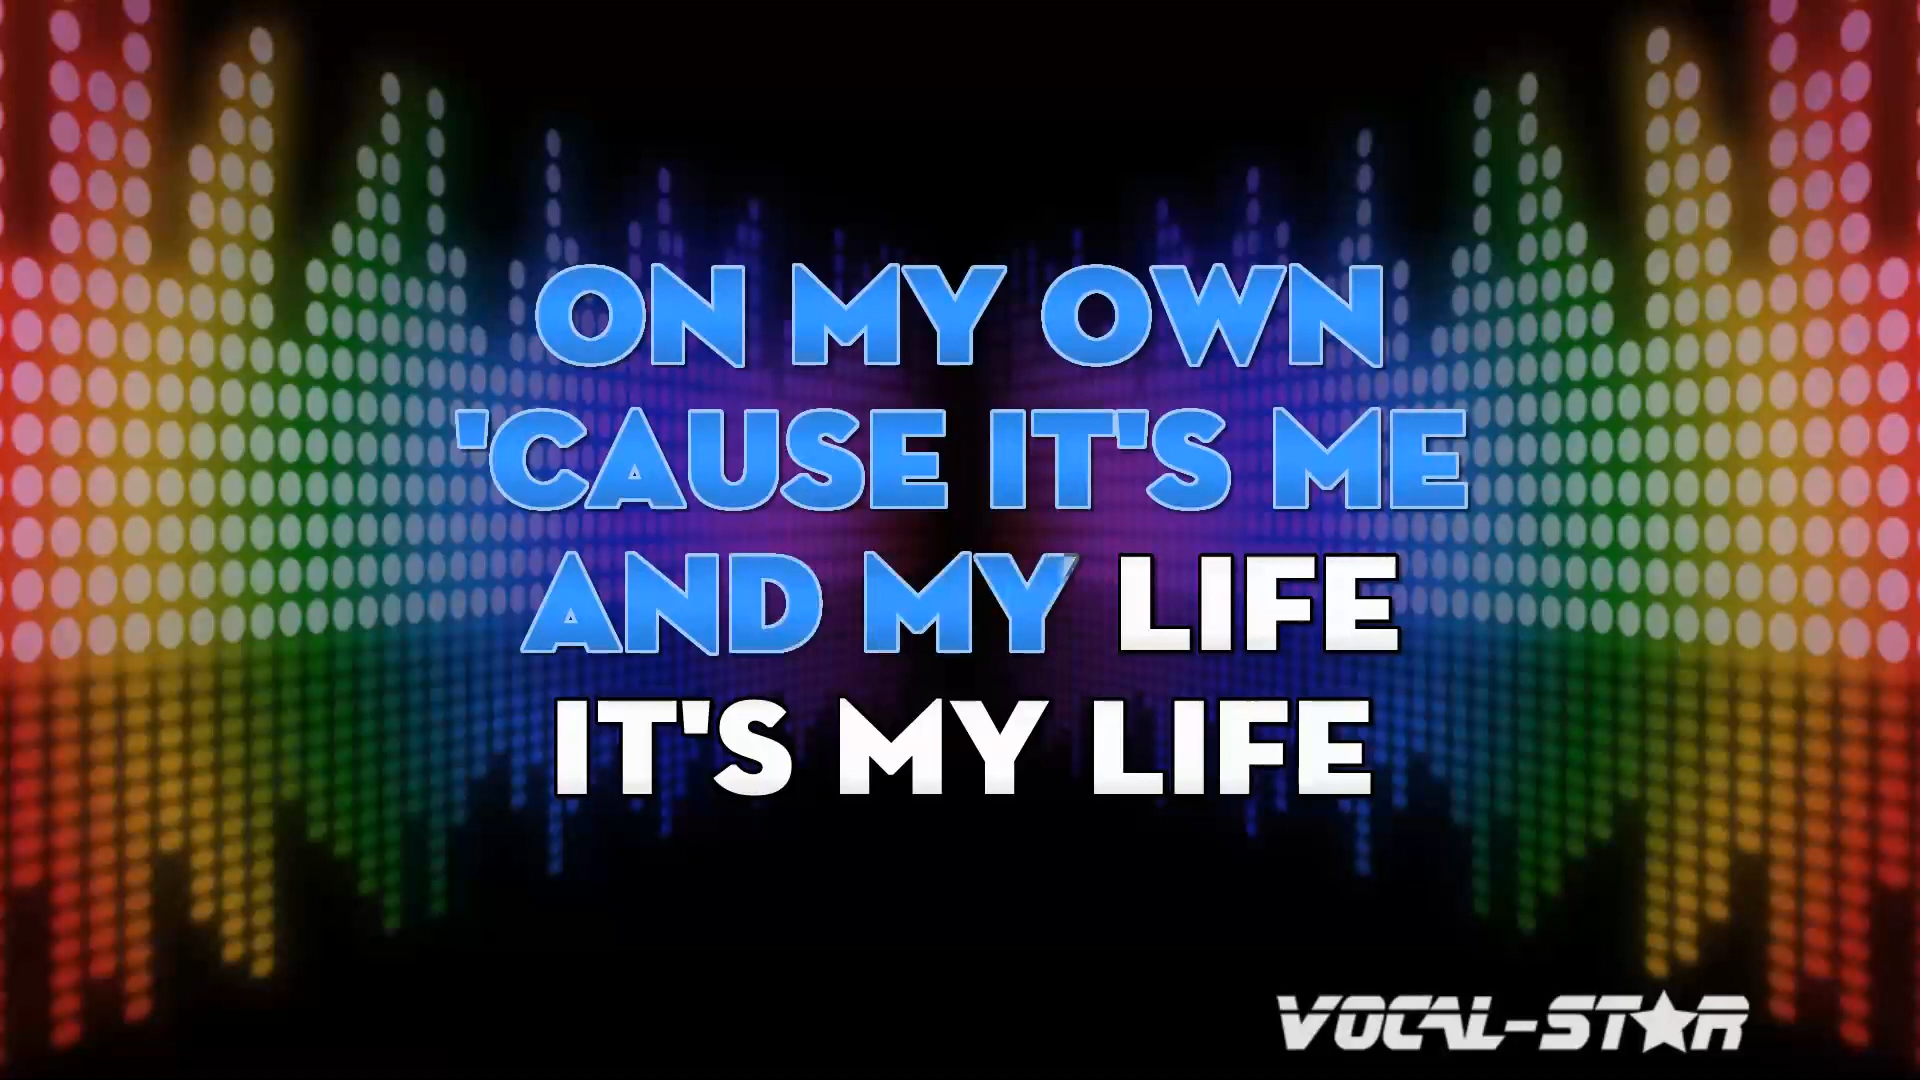 ON MY OWN
'CAUSE IT'S ME
AND MY LIFE
IT'S MY LIFE
VOCAL-STAR